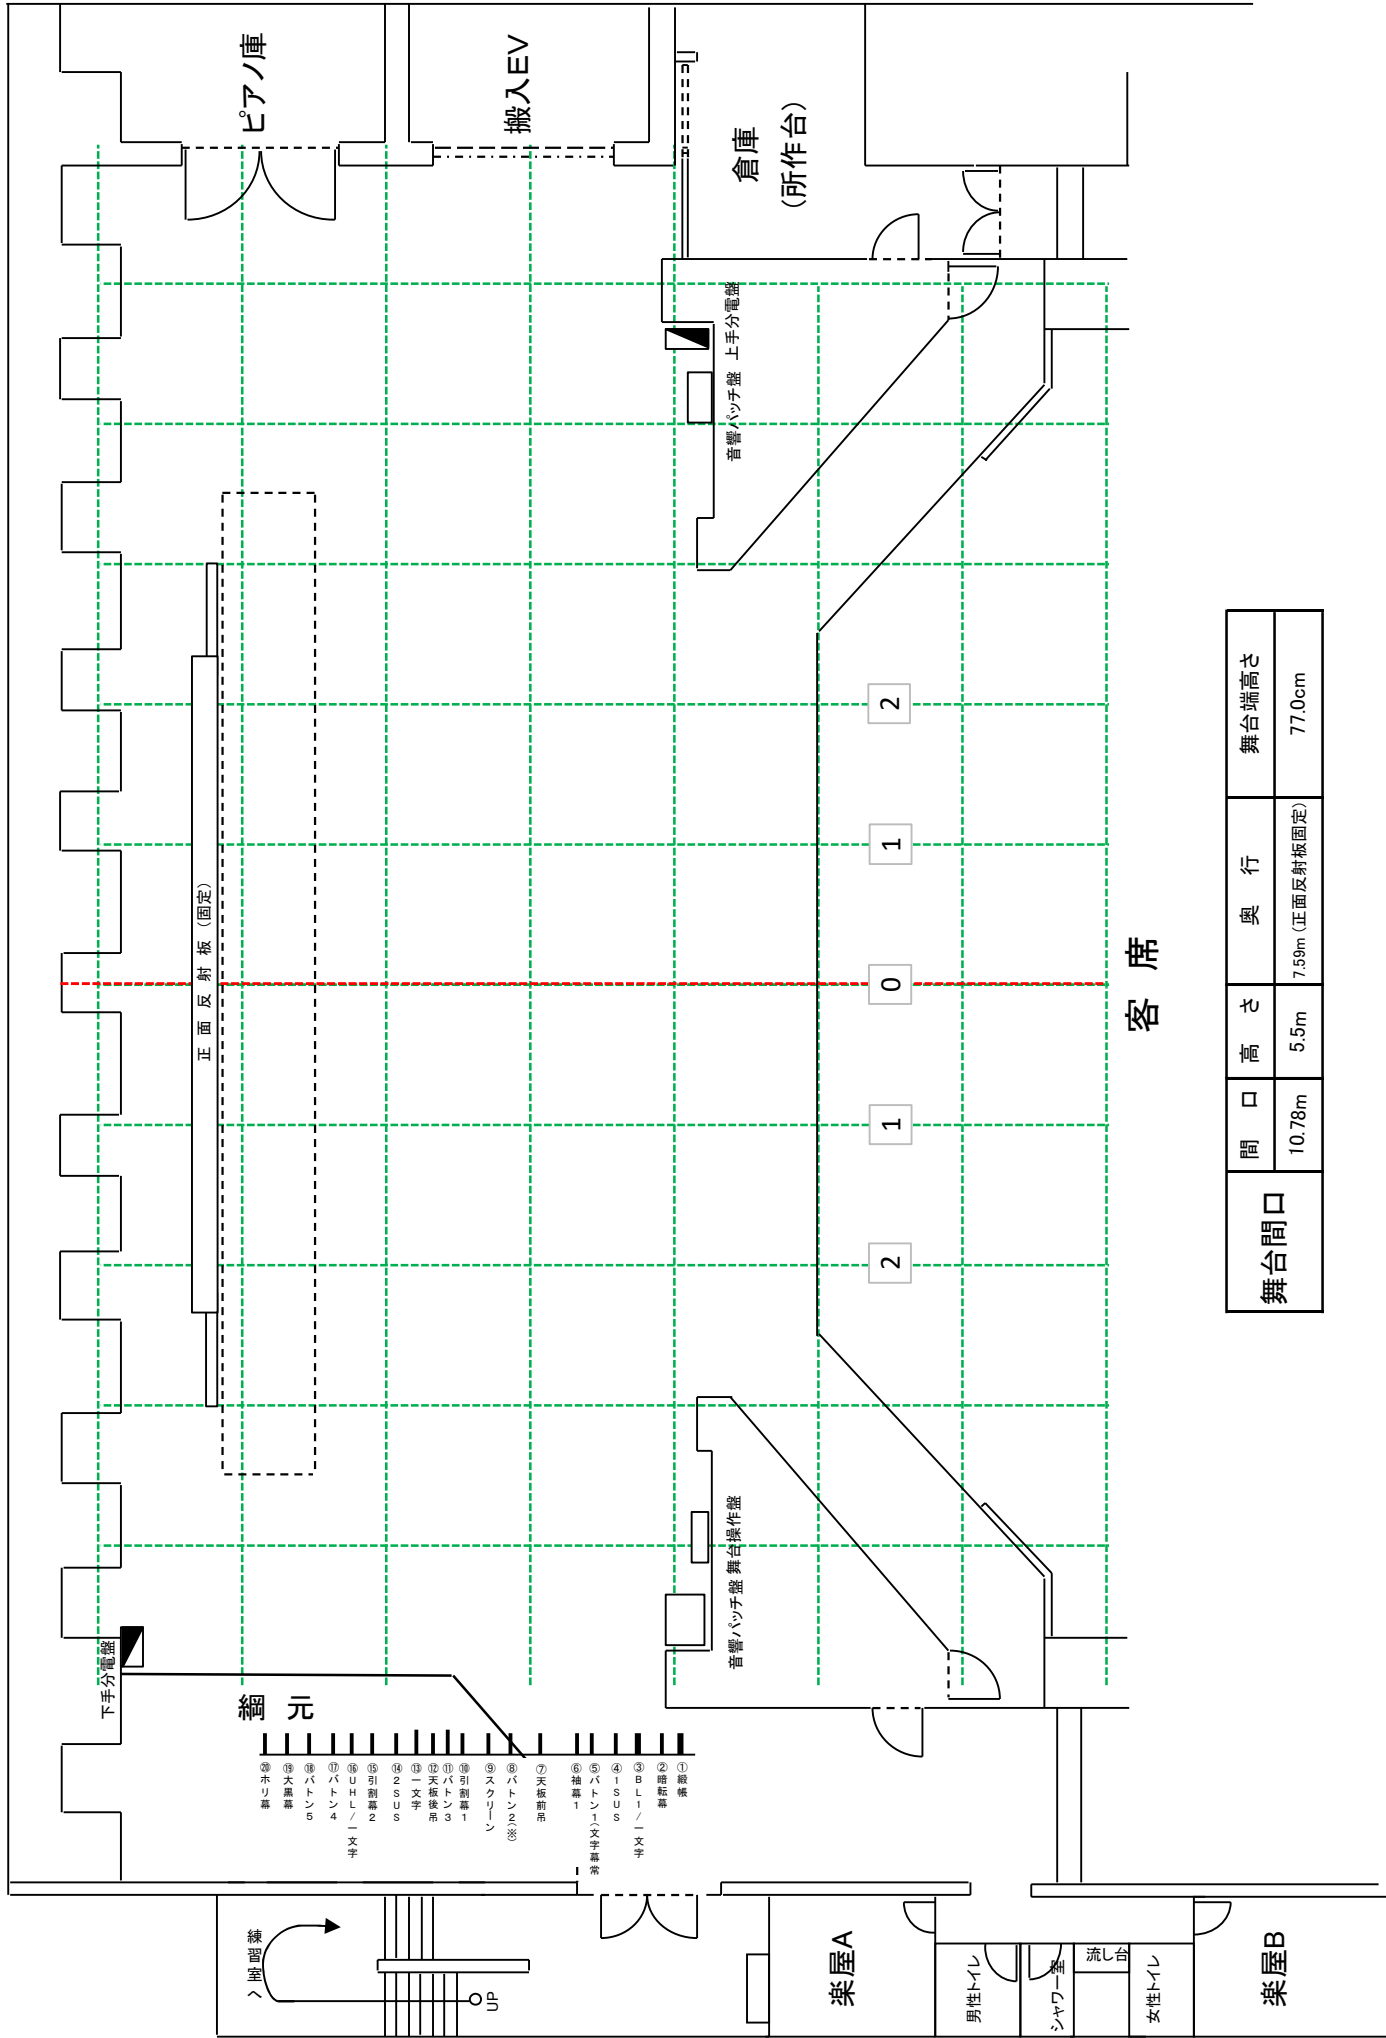 ピアノ庫
搬入EV
倉庫
（所作台）
上手分電盤
音響パッチ盤
正面反射板（固定）
2
1
0
1
2
客席
舞台操作盤
音響パッチ盤
下手分電盤
綱元
⑳ホリ幕
⑲大黒幕
⑱バトン5
⑰バトン4
⑯UHL/一文字
⑮引割幕2
⑭2SUS
⑬一文字
⑫天板後吊
⑪バトン3
⑩引割幕1
⑨スクリーン
⑧バトン2(※)
⑦天板前吊
⑥袖幕1
⑤バトン1(文字幕常
④1SUS
③BL1/一文字
②暗転幕
①緞帳
練習室へ
UP
楽屋A
男性トイレ
シャワー室
流し台
女性トイレ
楽屋B
舞台間口
間口 高さ 奥行 舞台端高さ
10.78m 5.5m 7.59m（正面反射板固定） 77.0cm